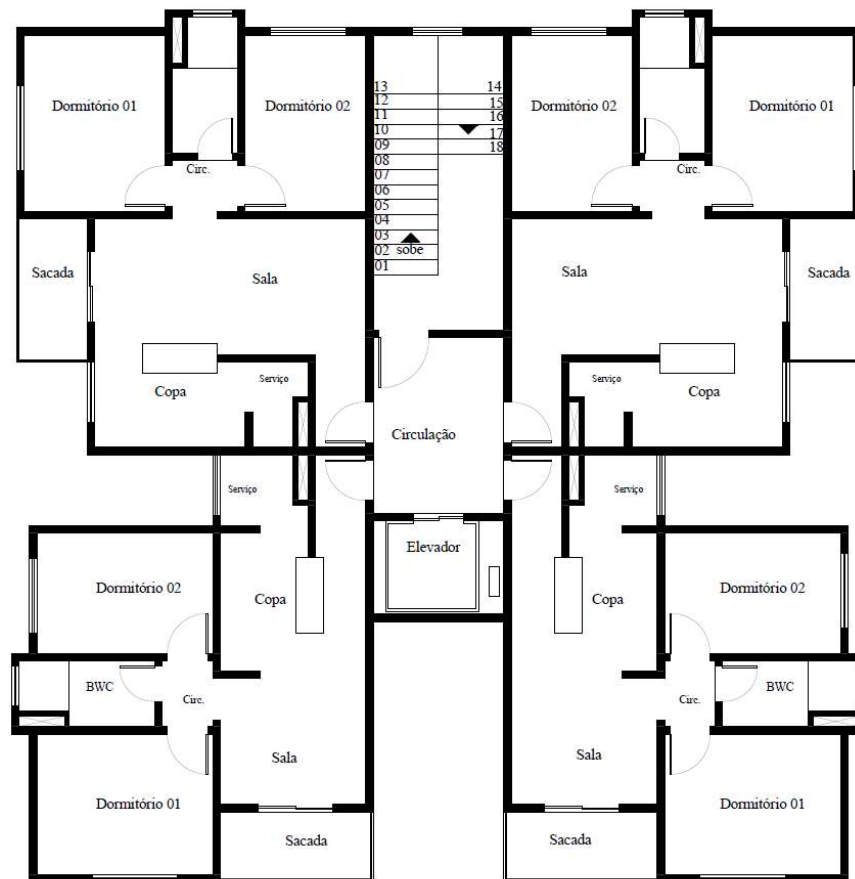 Dormitório 01
Dormitório 02
Dormitório 02
Dormitório 01
13
12
11
10
09
08
07
06
05
04
03
02
01
14
15
16
17
18
sobe
Circ.
Circ.
Sacada
Sala
Sala
Sacada
Copa
Serviço
Serviço
Copa
Circulação
Serviço
Serviço
Elevador
Dormitório 02
Copa
Copa
Dormitório 02
BWC
Circ.
Circ.
BWC
Sala
Sala
Dormitório 01
Dormitório 01
Sacada
Sacada